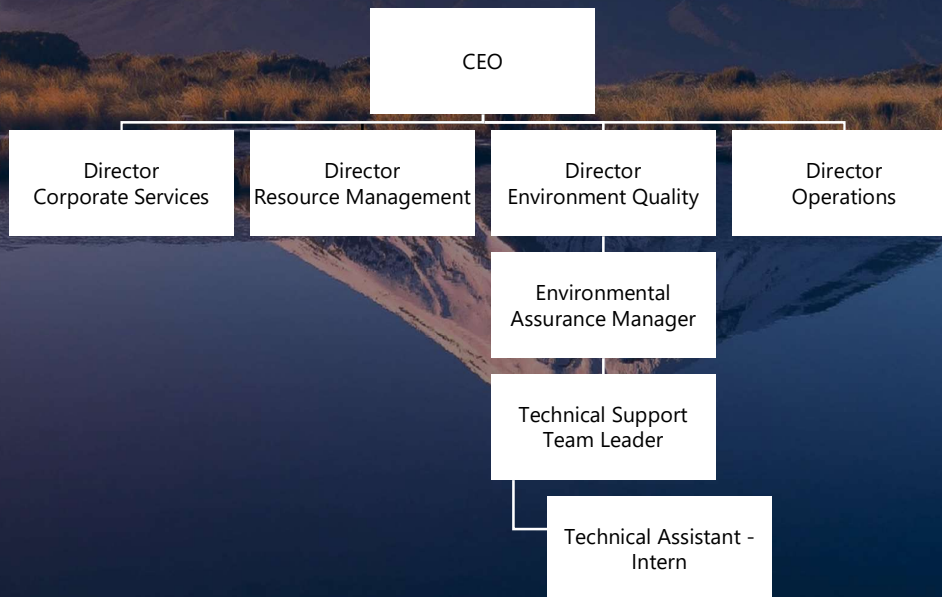 CEO
Director
Corporate Services
Director
Resource Management
Director
Environment Quality
Director
Operations
Environmental
Assurance Manager
Technical Support
Team Leader
Technical Assistant -
Intern